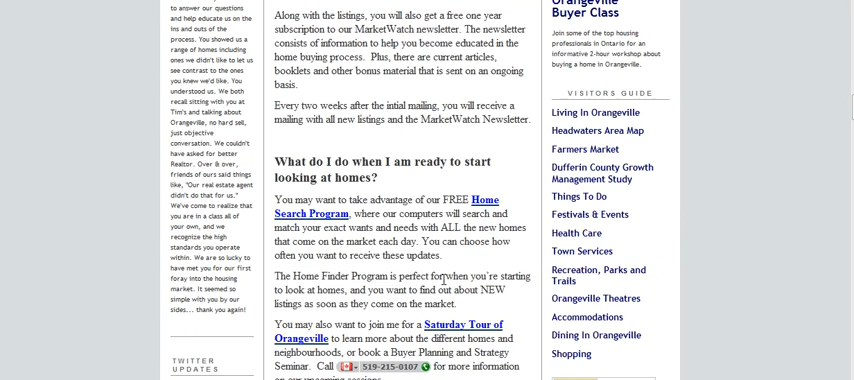 to answer our questions
and help educate us on the
ins and outs of the
process. You showed us a
range of homes including
ones we didn't like to let us
see contrast to the ones
you knew we'd like. You
understood us. We both
recall sitting with you at
Tim's and talking about
Orangeville, no hard sell,
just objective
conversation. We couldn't
have asked for better
Realtor. Over & over,
friends of ours said things
like, "Our real estate agent
didn't do that for us."
We've come to realize that
you are in a class all of
your own, and we
recognize the high
standards you operate
within. We are so lucky to
have met you for our first
foray into the housing
market. It seemed so
simple with you by our
sides... thank you again!
TWITTER
UPDATES
Along with the listings, you will also get a free one year
subscription to our MarketWatch newsletter. The newsletter
consists of information to help you become educated in the
home buying process. Plus, there are current articles,
booklets and other bonus material that is sent on an ongoing
basis.
Every two weeks after the intial mailing, you will receive a
mailing with all new listings and the MarketWatch Newsletter.
What do I do when I am ready to start
looking at homes?
You may want to take advantage of our FREE Home
Search Program, where our computers will search and
match your exact wants and needs with ALL the new homes
that come on the market each day. You can choose how
often you want to receive these updates.
The Home Finder Program is perfect for when you're starting
to look at homes, and you want to find out about NEW
listings as soon as they come on the market.
You may also want to join me for a Saturday Tour of
Orangeville to learn more about the different homes and
neighbourhoods, or book a Buyer Planning and Strategy
Seminar. Call 519-215-0107 for more information
on our upcoming sessions.
Orangeville
Buyer Class
Join some of the top housing
professionals in Ontario for an
informative 2-hour workshop about
buying a home in Orangeville.
VISITORS GUIDE
Living In Orangeville
Headwaters Area Map
Farmers Market
Dufferin County Growth
Management Study
Things To Do
Festivals & Events
Health Care
Town Services
Recreation, Parks and
Trails
Orangeville Theatres
Accommodations
Dining In Orangeville
Shopping